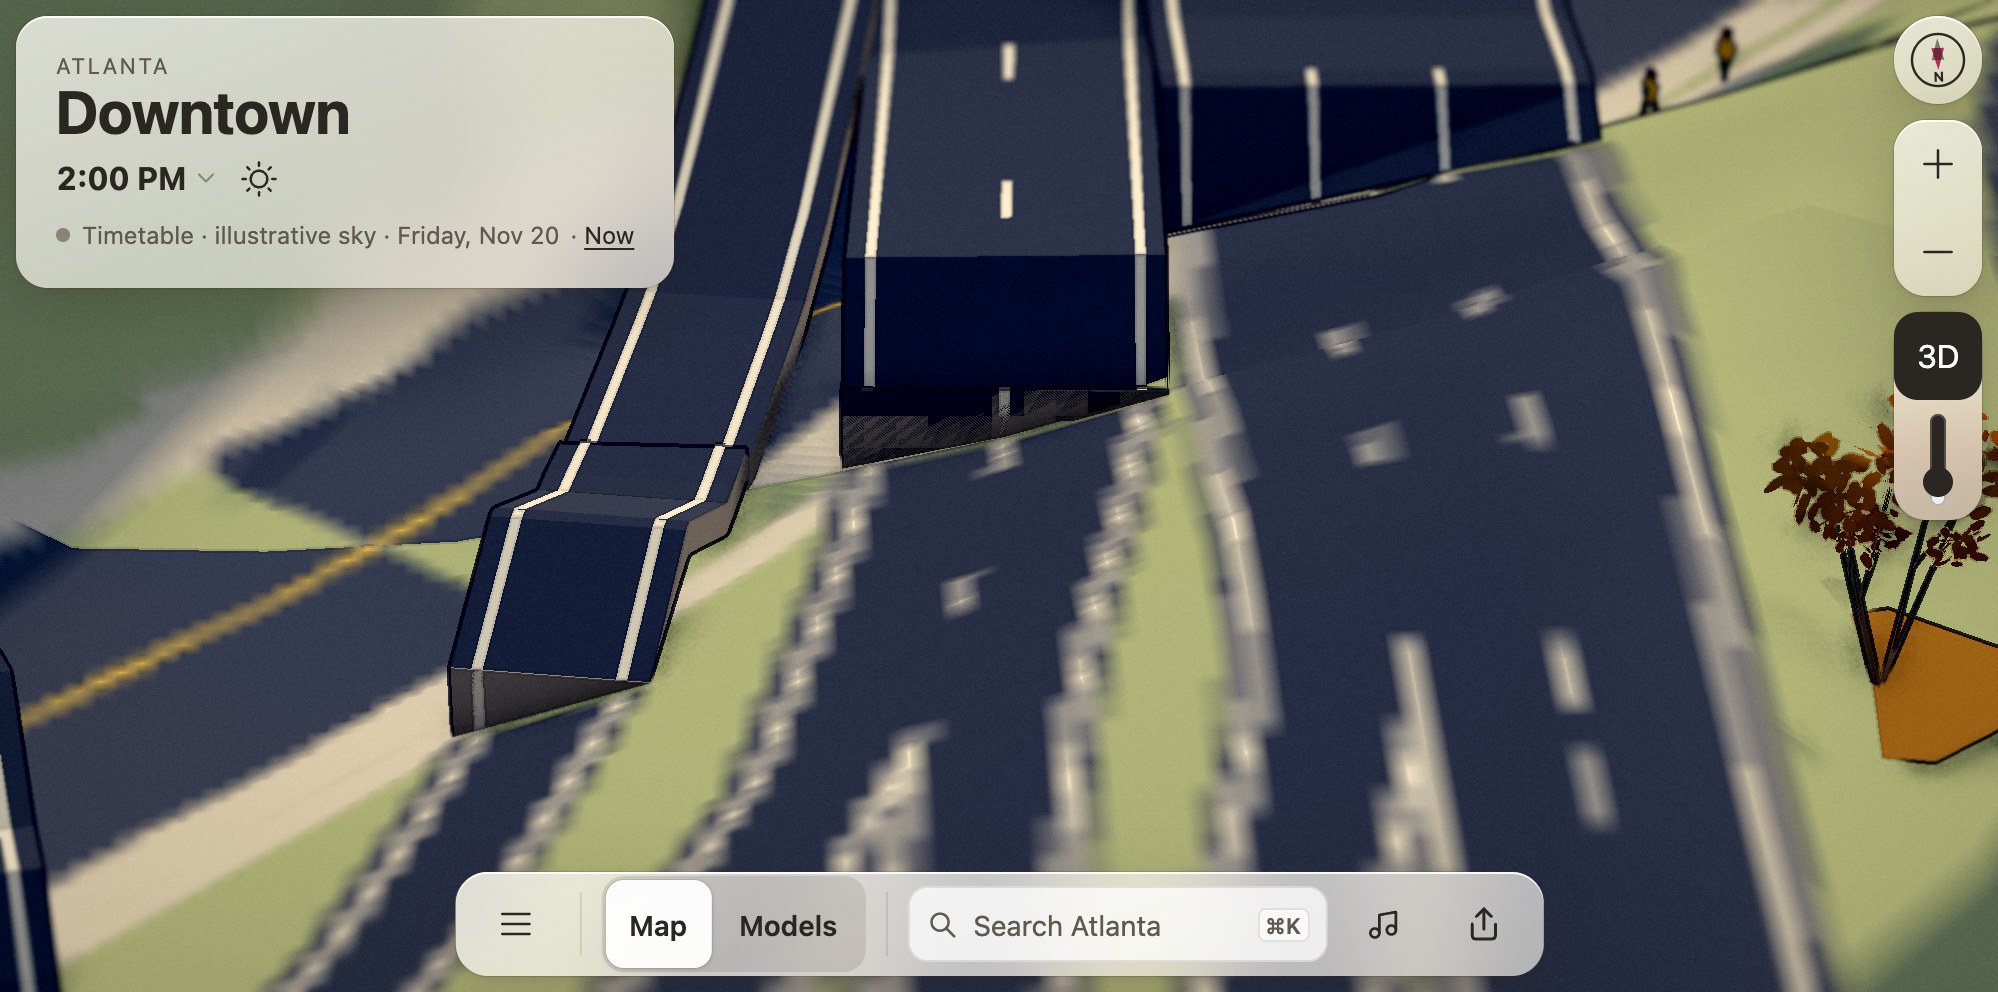 ATLANTA
Downtown
2:00 PM
Timetable · illustrative sky · Friday, Nov 20 · Now
N
3D
Map
Models
Search Atlanta
⌘K